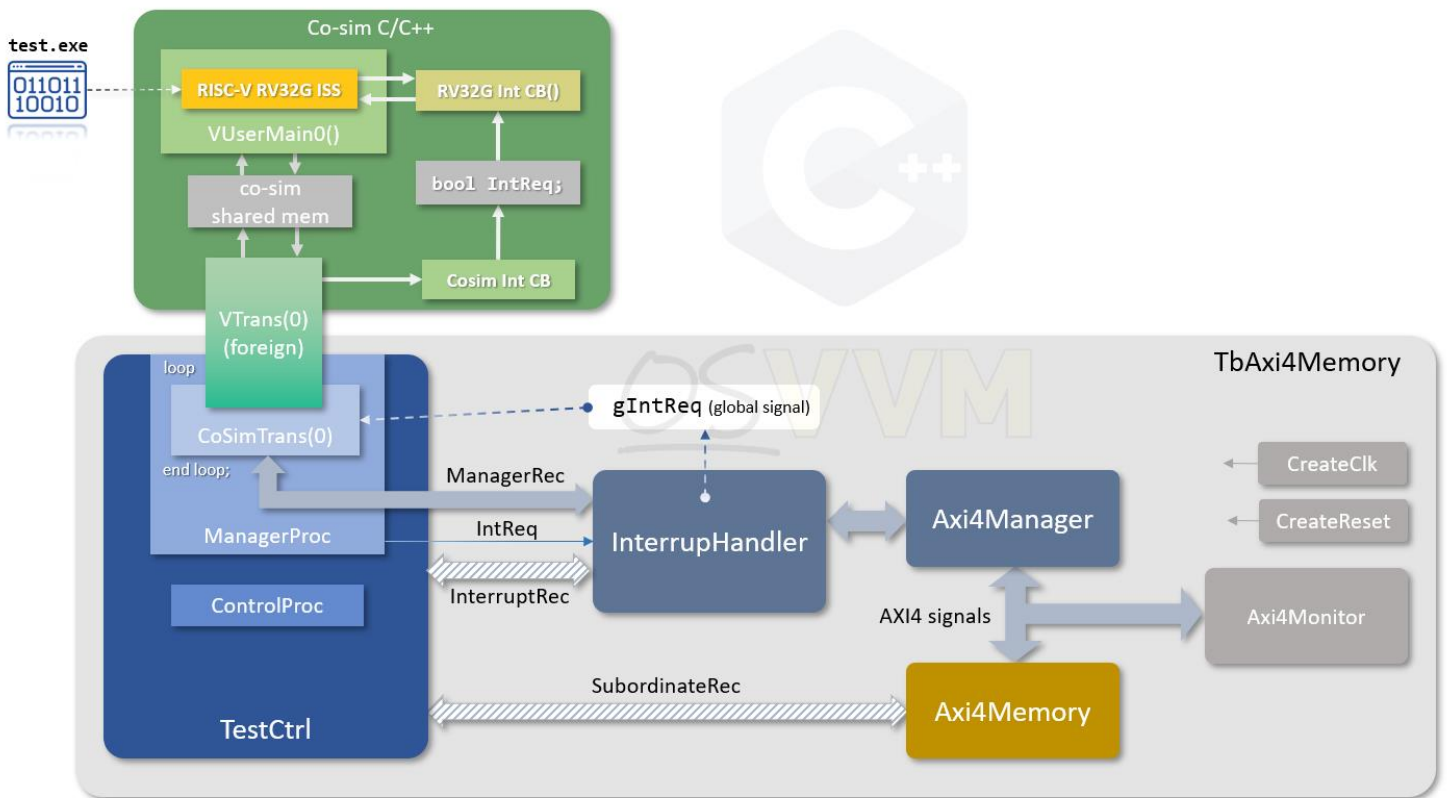 Co-sim C/C++
test.exe
011011
10010
RISC-V RV32G ISS
RV32G Int CB()
VUserMain0()
co-sim
shared mem
bool IntReq;
Cosim Int CB
VTrans(0)
(foreign)
C++
OSVVM
TbAxi4Memory
loop
gIntReq (global signal)
CoSimTrans(0)
end loop;
ManagerRec
CreateClk
CreateReset
ManagerProc
IntReq
InterrupHandler
Axi4Manager
InterruptRec
ControlProc
AXI4 signals
Axi4Monitor
SubordinateRec
Axi4Memory
TestCtrl